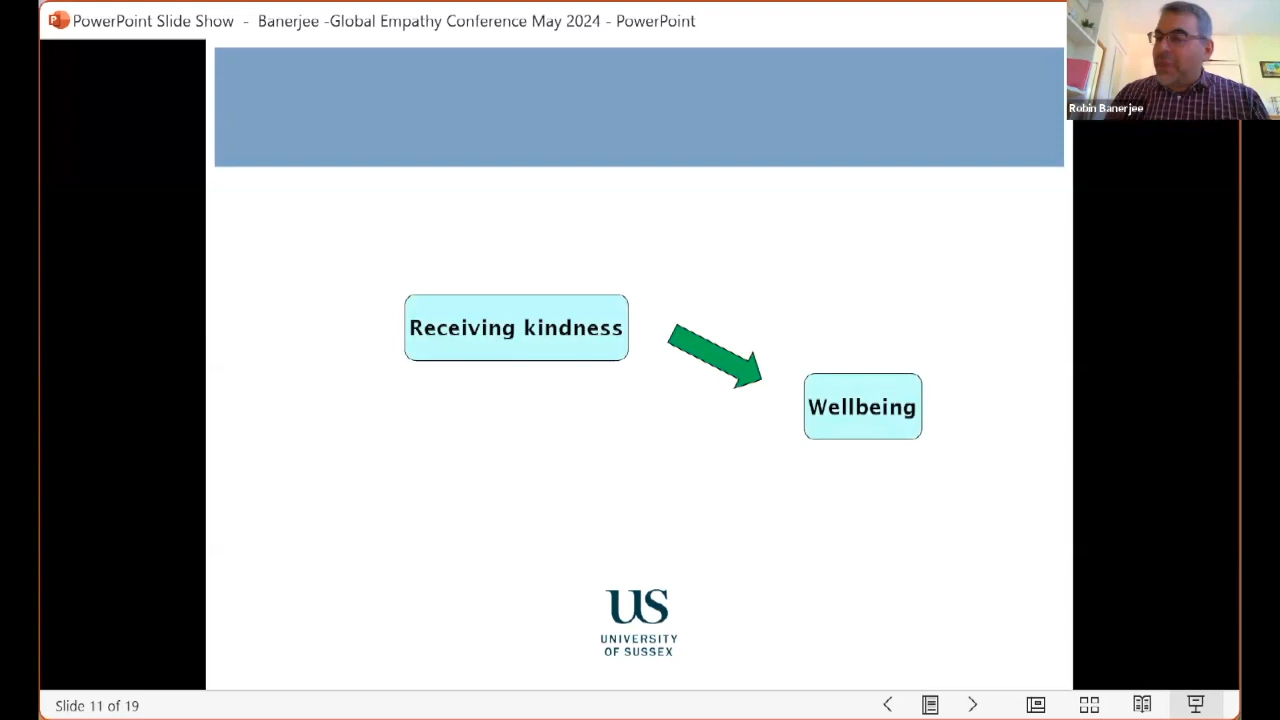 PowerPoint Slide Show - Banerjee -Global Empathy Conference May 2024 - PowerPoint
Robin Banerjee
Receiving kindness
Wellbeing
US
UNIVERSITY
OF SUSSEX
Slide 11 of 19